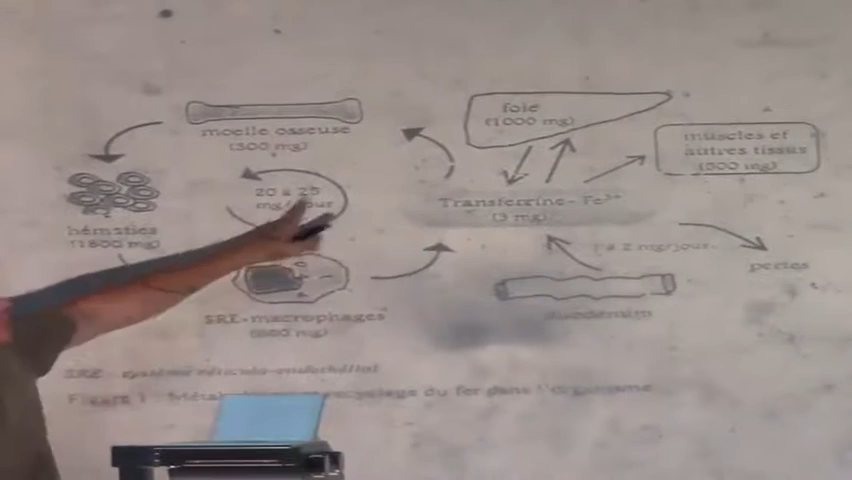 moelle osseuse
(300 mg)
foie
(1000 mg)
muscles et
autres tissus
(300 mg)
20 à 25
mg/jour
Transferrine- Fe³⁺
(3 mg)
hématies
(1800 mg)
1 à 2 mg/jour
pertes
SRE-macrophages
(600 mg)
duodénum
SRE : système réticulo-endothélial
Figure 1 : recyclage du fer dans l'organisme